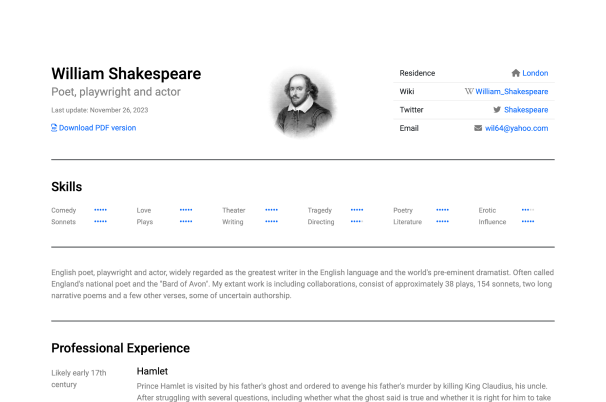 William Shakespeare
Poet, playwright and actor
Last update: November 26, 2023
Download PDF version
Residence London
Wiki William_Shakespeare
Twitter Shakespeare
Email wil64@yahoo.com
Skills
Comedy Love Theater Tragedy Poetry Erotic
Sonnets Plays Writing Directing Literature Influence
English poet, playwright and actor, widely regarded as the greatest writer in the English language and the world's pre-eminent dramatist. Often called
England's national poet and the "Bard of Avon". My extant work is including collaborations, consist of approximately 38 plays, 154 sonnets, two long
narrative poems and a few other verses, some of uncertain authorship.
Professional Experience
Likely early 17th
century
Hamlet
Prince Hamlet is visited by his father's ghost and ordered to avenge his father's murder by killing King Claudius, his uncle.
After struggling with several questions, including whether what the ghost said is true and whether it is right for him to take